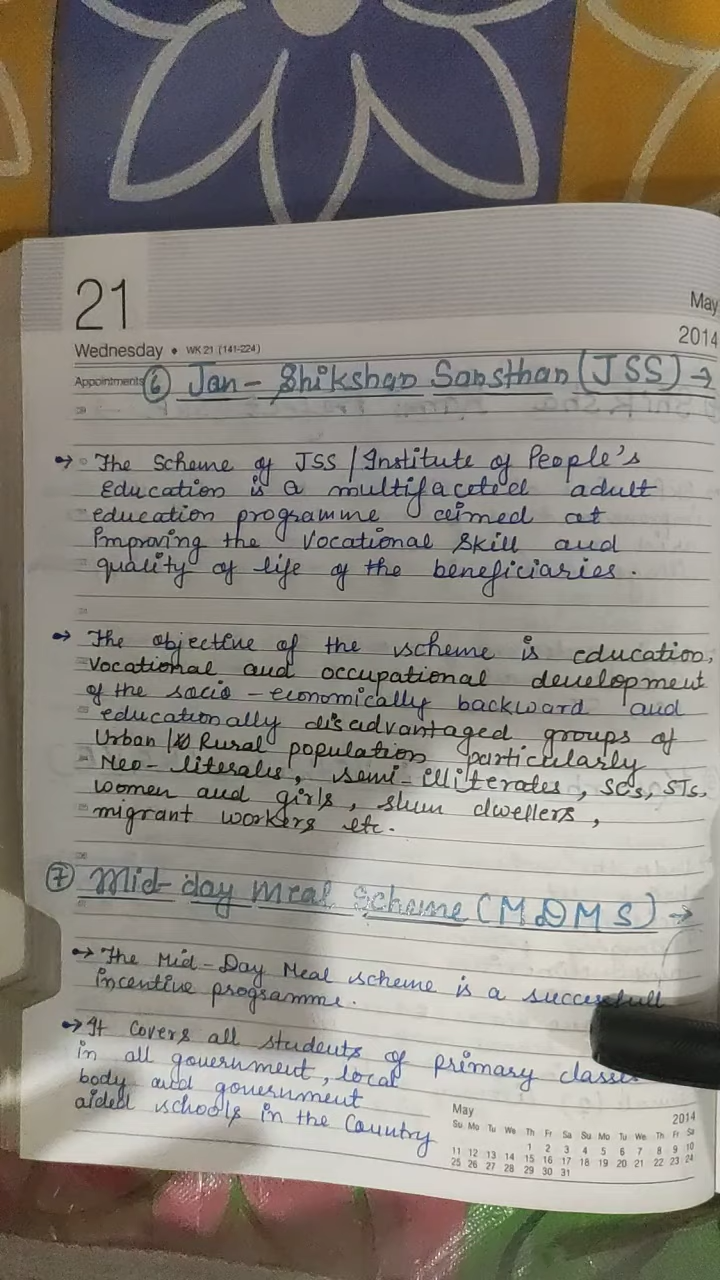 21
May
2014
Wednesday • WK 21 (141-224)
Appointments
⑥ Jan - Shikshan Sansthan (JSS) →
→ The Scheme of JSS / Institute of People's
Education is a multifaceted adult
education programme aimed at
Improving the Vocational Skill and
quality of life of the beneficiaries.
→ The objective of the scheme is education,
Vocational and occupational development
of the socio - economically backward and
educationally disadvantaged groups of
Urban / Rural population particularly
Neo - literates, semi - illiterates, SCs, STs,
women and girls, slum dwellers,
migrant workers etc.
⑦ Mid-day Meal Scheme (MDMS) →
→ The Mid-Day Meal scheme is a successfull
incentive programme.
→ It covers all students of primary classes
in all government, local
body and government
aided schools in the Country
May 2014
Su Mo Tu We Th Fr Sa Su Mo Tu We Th Fr Sa
1 2 3 4 5 6 7 8 9 10
11 12 13 14 15 16 17 18 19 20 21 22 23 24
25 26 27 28 29 30 31